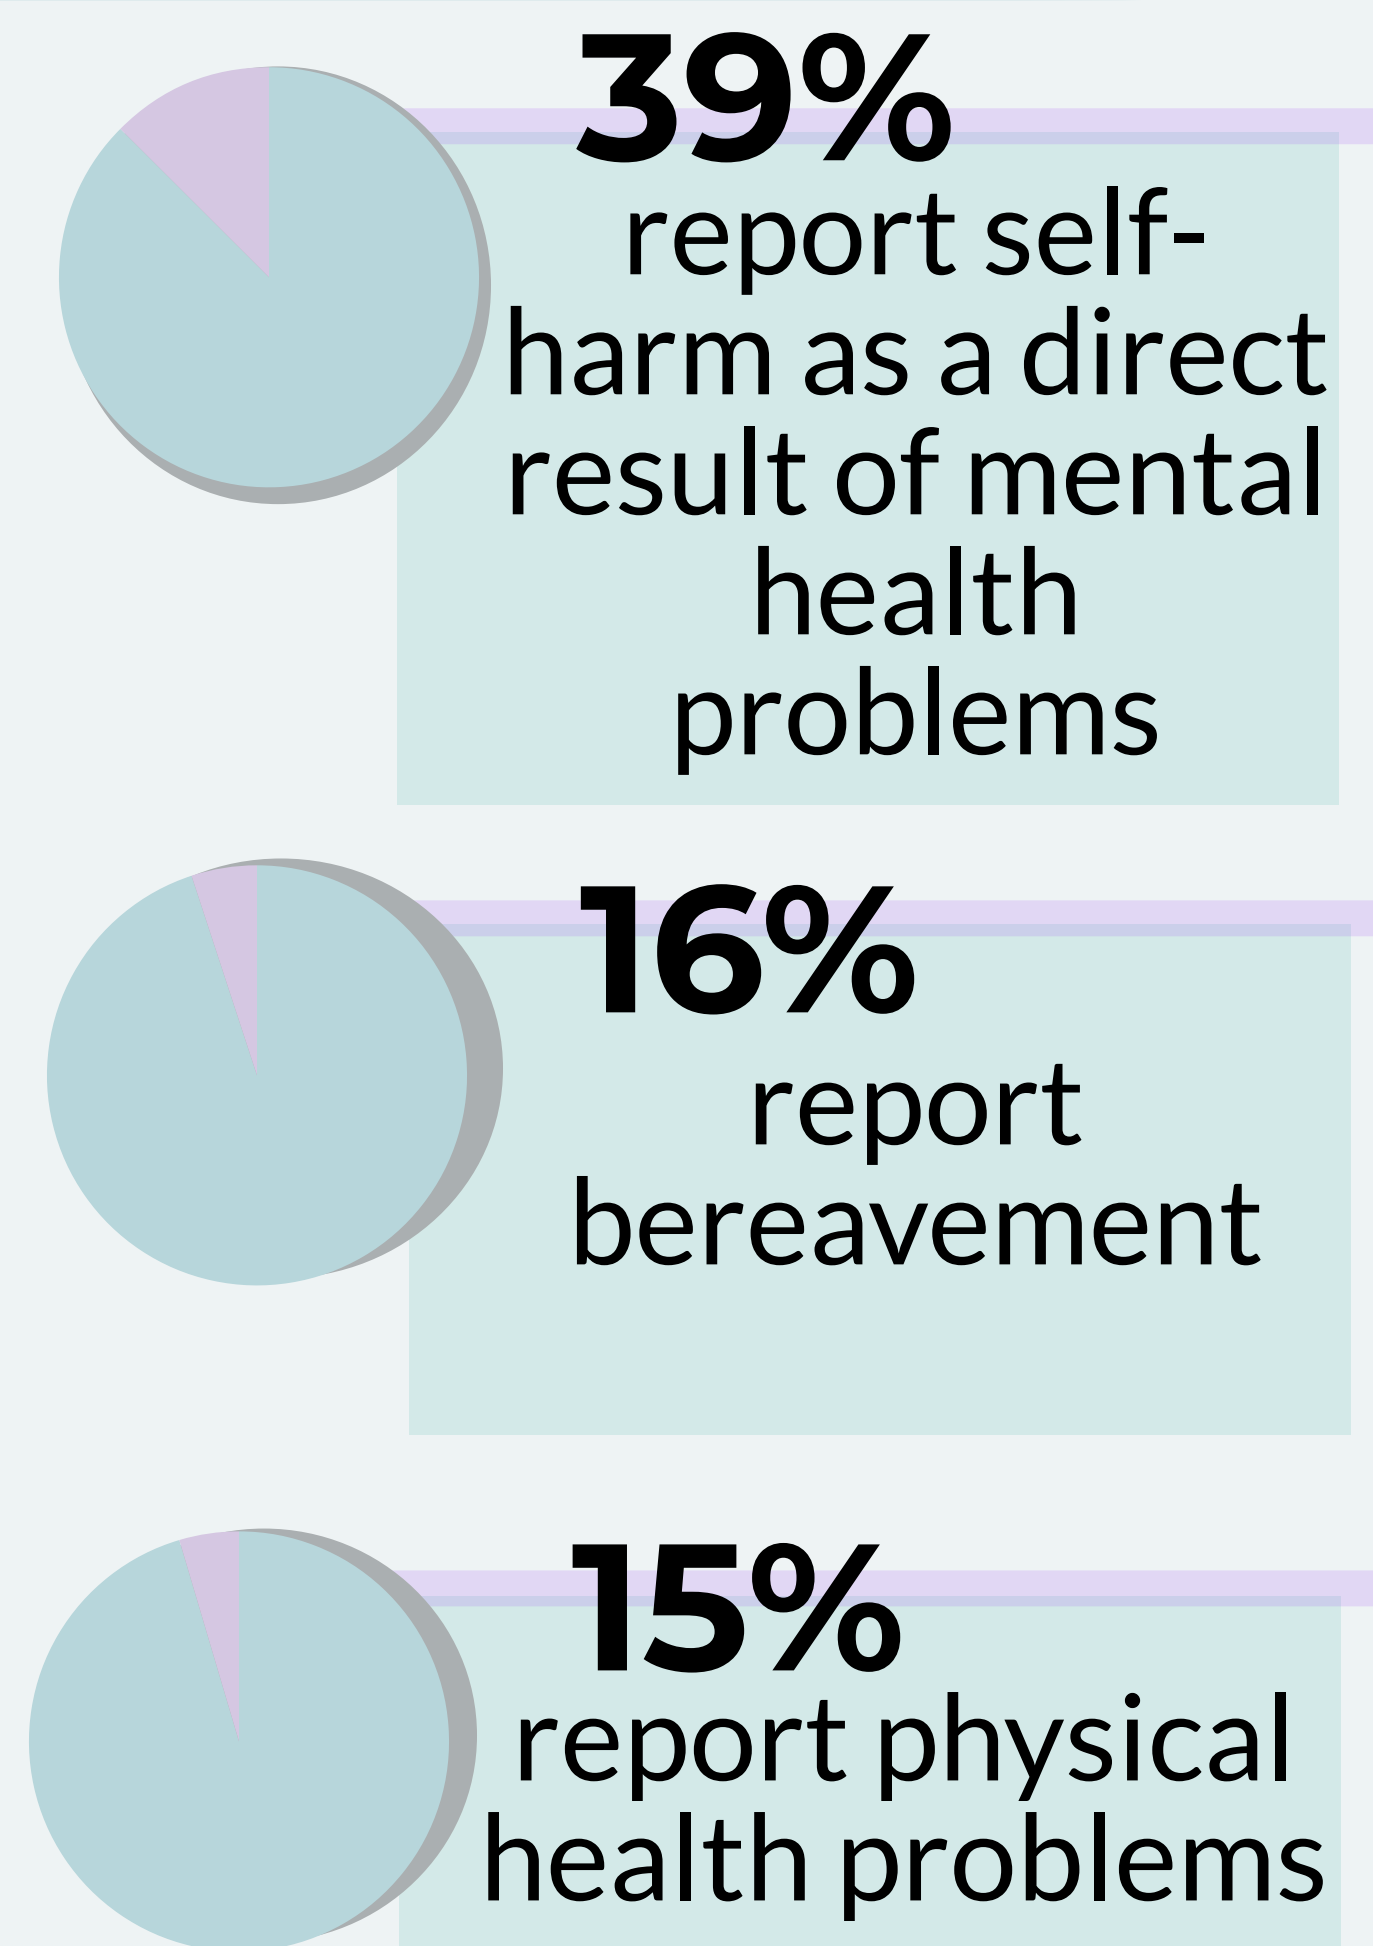 39%
report self-
harm as a direct
result of mental
health
problems
16%
report
bereavement
15%
report physical
health problems